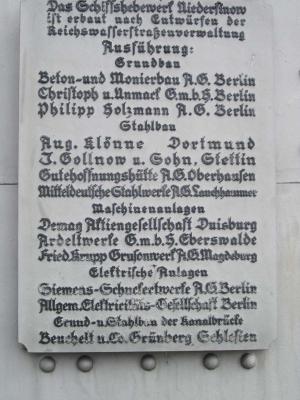 Das Schiffshebewerk Niederfinow
ist erbaut nach Entwürfen der
Reichswasserstraßenverwaltung
Ausführung:
Grundbau
Beton- und Monierbau A.G. Berlin
Christoph u. Unmack G.m.b.H. Berlin
Philipp Holzmann A.G. Berlin
Stahlbau
Aug. Klönne Dortmund
J. Gollnow u. Sohn, Stettin
Gutehoffnungshütte A.G. Oberhausen
Mitteldeutsche Stahlwerke A.G. Lauchhammer
Maschinenanlagen
Demag Aktiengesellschaft Duisburg
Ardeltwerke G.m.b.H. Eberswalde
Fried. Krupp Grusonwerk A.G. Magdeburg
Elektrische Anlagen
Siemens-Schuckertwerke A.G. Berlin
Allgem. Elektricitäts-Gesellschaft Berlin
Grund- u. Stahlbau der Kanalbrücke
Beuchelt u. Co. Grünberg Schlesien